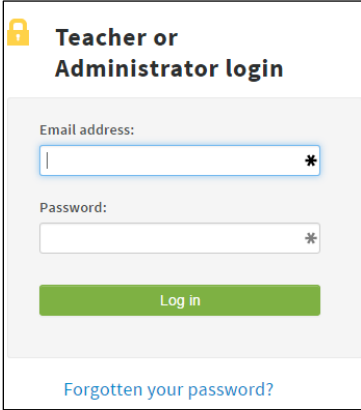 Teacher or
Administrator login
Email address:
Password:
Log in
Forgotten your password?